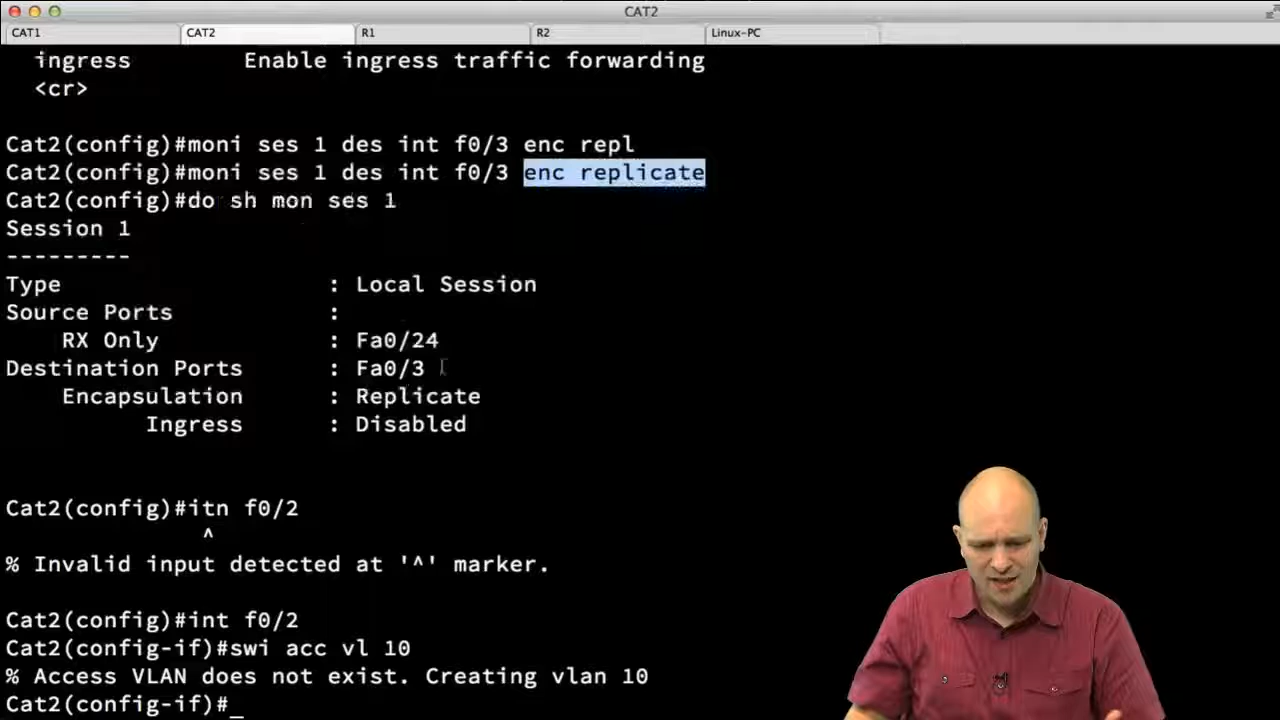 CAT2
CAT1
CAT2
R1
R2
Linux-PC
ingress Enable ingress traffic forwarding
<cr>
Cat2(config)#moni ses 1 des int f0/3 enc repl
Cat2(config)#moni ses 1 des int f0/3 enc replicate
Cat2(config)#do sh mon ses 1
Session 1
---------
Type : Local Session
Source Ports :
RX Only : Fa0/24
Destination Ports : Fa0/3
Encapsulation : Replicate
Ingress : Disabled
Cat2(config)#itn f0/2
^
% Invalid input detected at '^' marker.
Cat2(config)#int f0/2
Cat2(config-if)#swi acc vl 10
% Access VLAN does not exist. Creating vlan 10
Cat2(config-if)#_